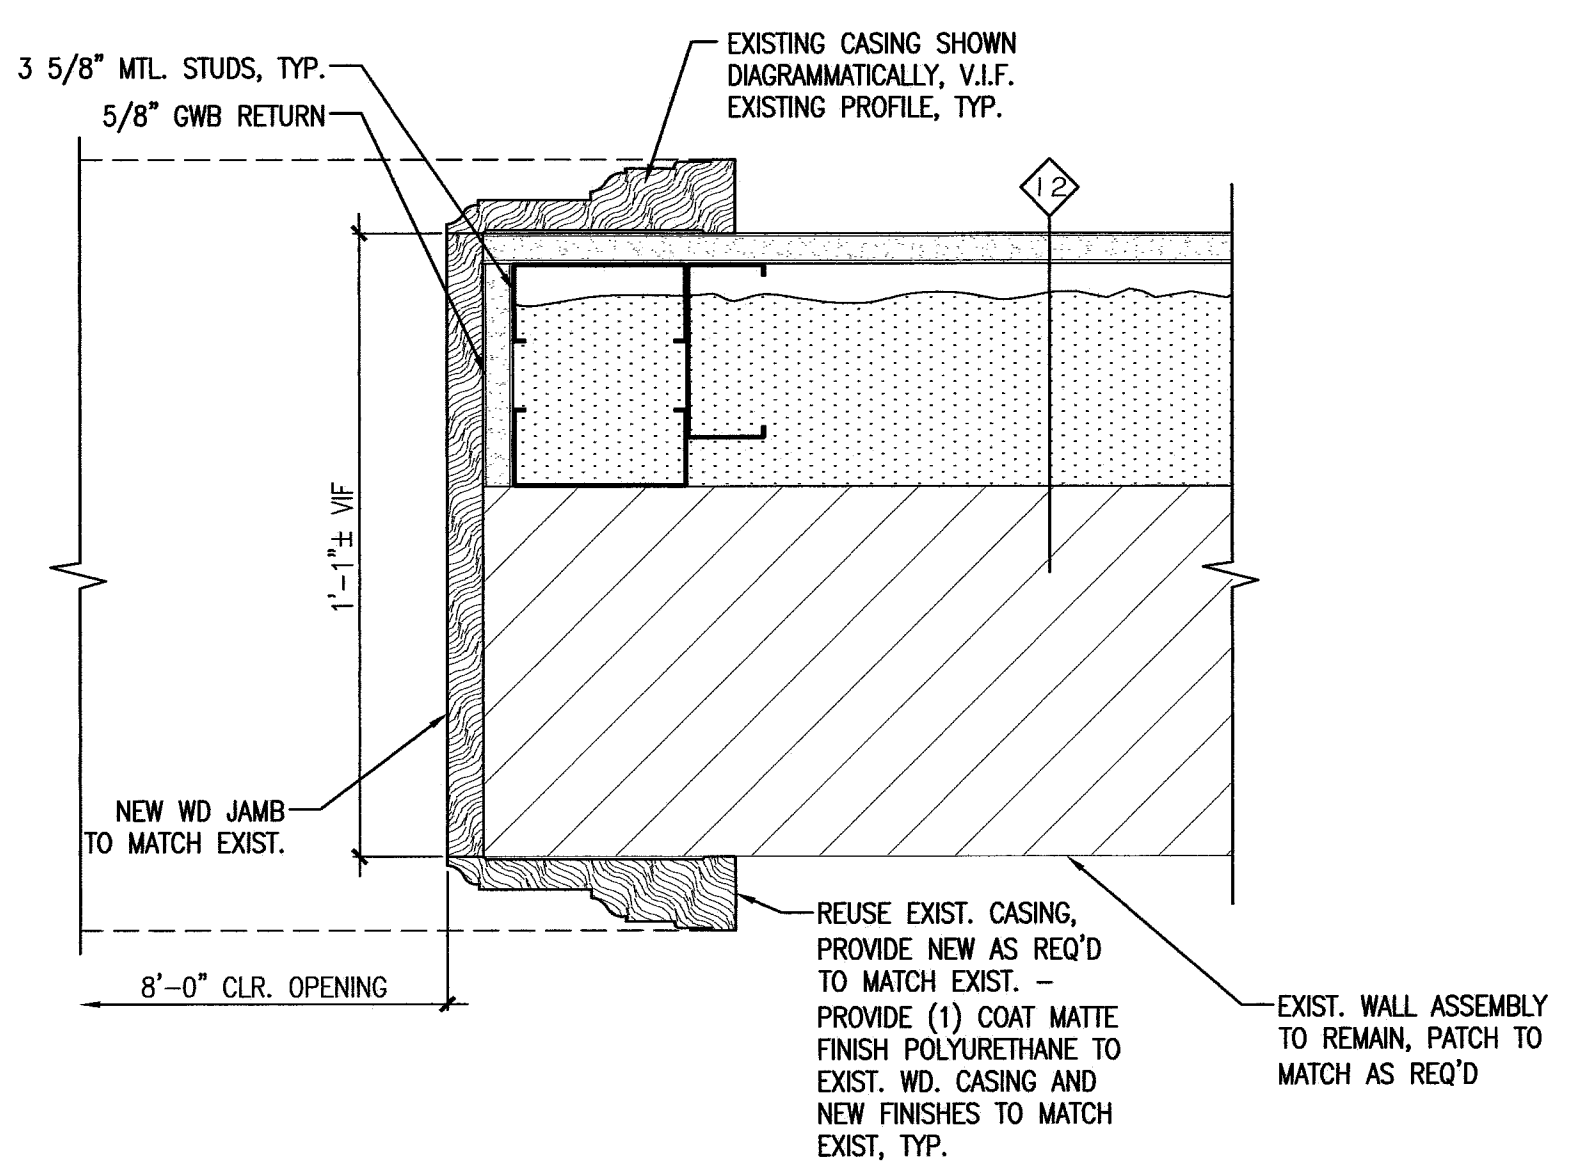 3 5/8" MTL. STUDS, TYP.
5/8" GWB RETURN
EXISTING CASING SHOWN
DIAGRAMMATICALLY, V.I.F.
EXISTING PROFILE, TYP.
12
1'-1"± VIF
NEW WD JAMB
TO MATCH EXIST.
8'-0" CLR. OPENING
REUSE EXIST. CASING,
PROVIDE NEW AS REQ'D
TO MATCH EXIST. -
PROVIDE (1) COAT MATTE
FINISH POLYURETHANE TO
EXIST. WD. CASING AND
NEW FINISHES TO MATCH
EXIST, TYP.
EXIST. WALL ASSEMBLY
TO REMAIN, PATCH TO
MATCH AS REQ'D